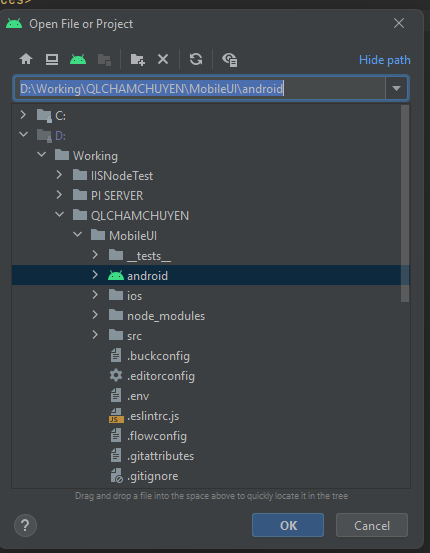 ces>
Open File or Project
Hide path
D:\Working\QLCHAMCHUYEN\MobileUI\android
C:
D:
Working
IISNodeTest
PI SERVER
QLCHAMCHUYEN
MobileUI
__tests__
android
ios
node_modules
src
.buckconfig
.editorconfig
.env
JS .eslintrc.js
.flowconfig
.gitattributes
.gitignore
Drag and drop a file into the space above to quickly locate it in the tree
? OK Cancel